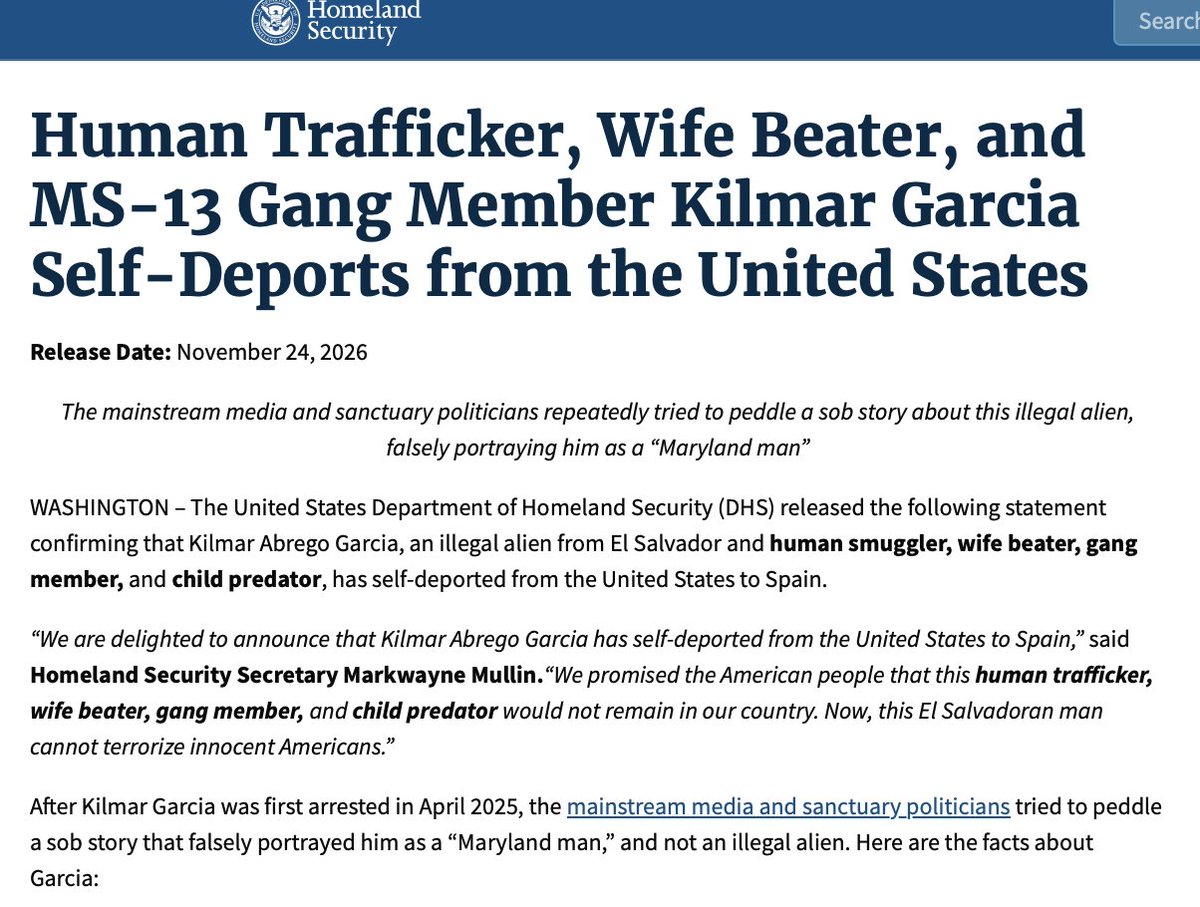 Homeland
Security
Search
Human Trafficker, Wife Beater, and
MS-13 Gang Member Kilmar Garcia
Self-Deports from the United States
Release Date: November 24, 2026
The mainstream media and sanctuary politicians repeatedly tried to peddle a sob story about this illegal alien,
falsely portraying him as a “Maryland man”
WASHINGTON – The United States Department of Homeland Security (DHS) released the following statement
confirming that Kilmar Abrego Garcia, an illegal alien from El Salvador and human smuggler, wife beater, gang
member, and child predator, has self-deported from the United States to Spain.
“We are delighted to announce that Kilmar Abrego Garcia has self-deported from the United States to Spain,” said
Homeland Security Secretary Markwayne Mullin.“We promised the American people that this human trafficker,
wife beater, gang member, and child predator would not remain in our country. Now, this El Salvadoran man
cannot terrorize innocent Americans.”
After Kilmar Garcia was first arrested in April 2025, the mainstream media and sanctuary politicians tried to peddle
a sob story that falsely portrayed him as a “Maryland man,” and not an illegal alien. Here are the facts about
Garcia: